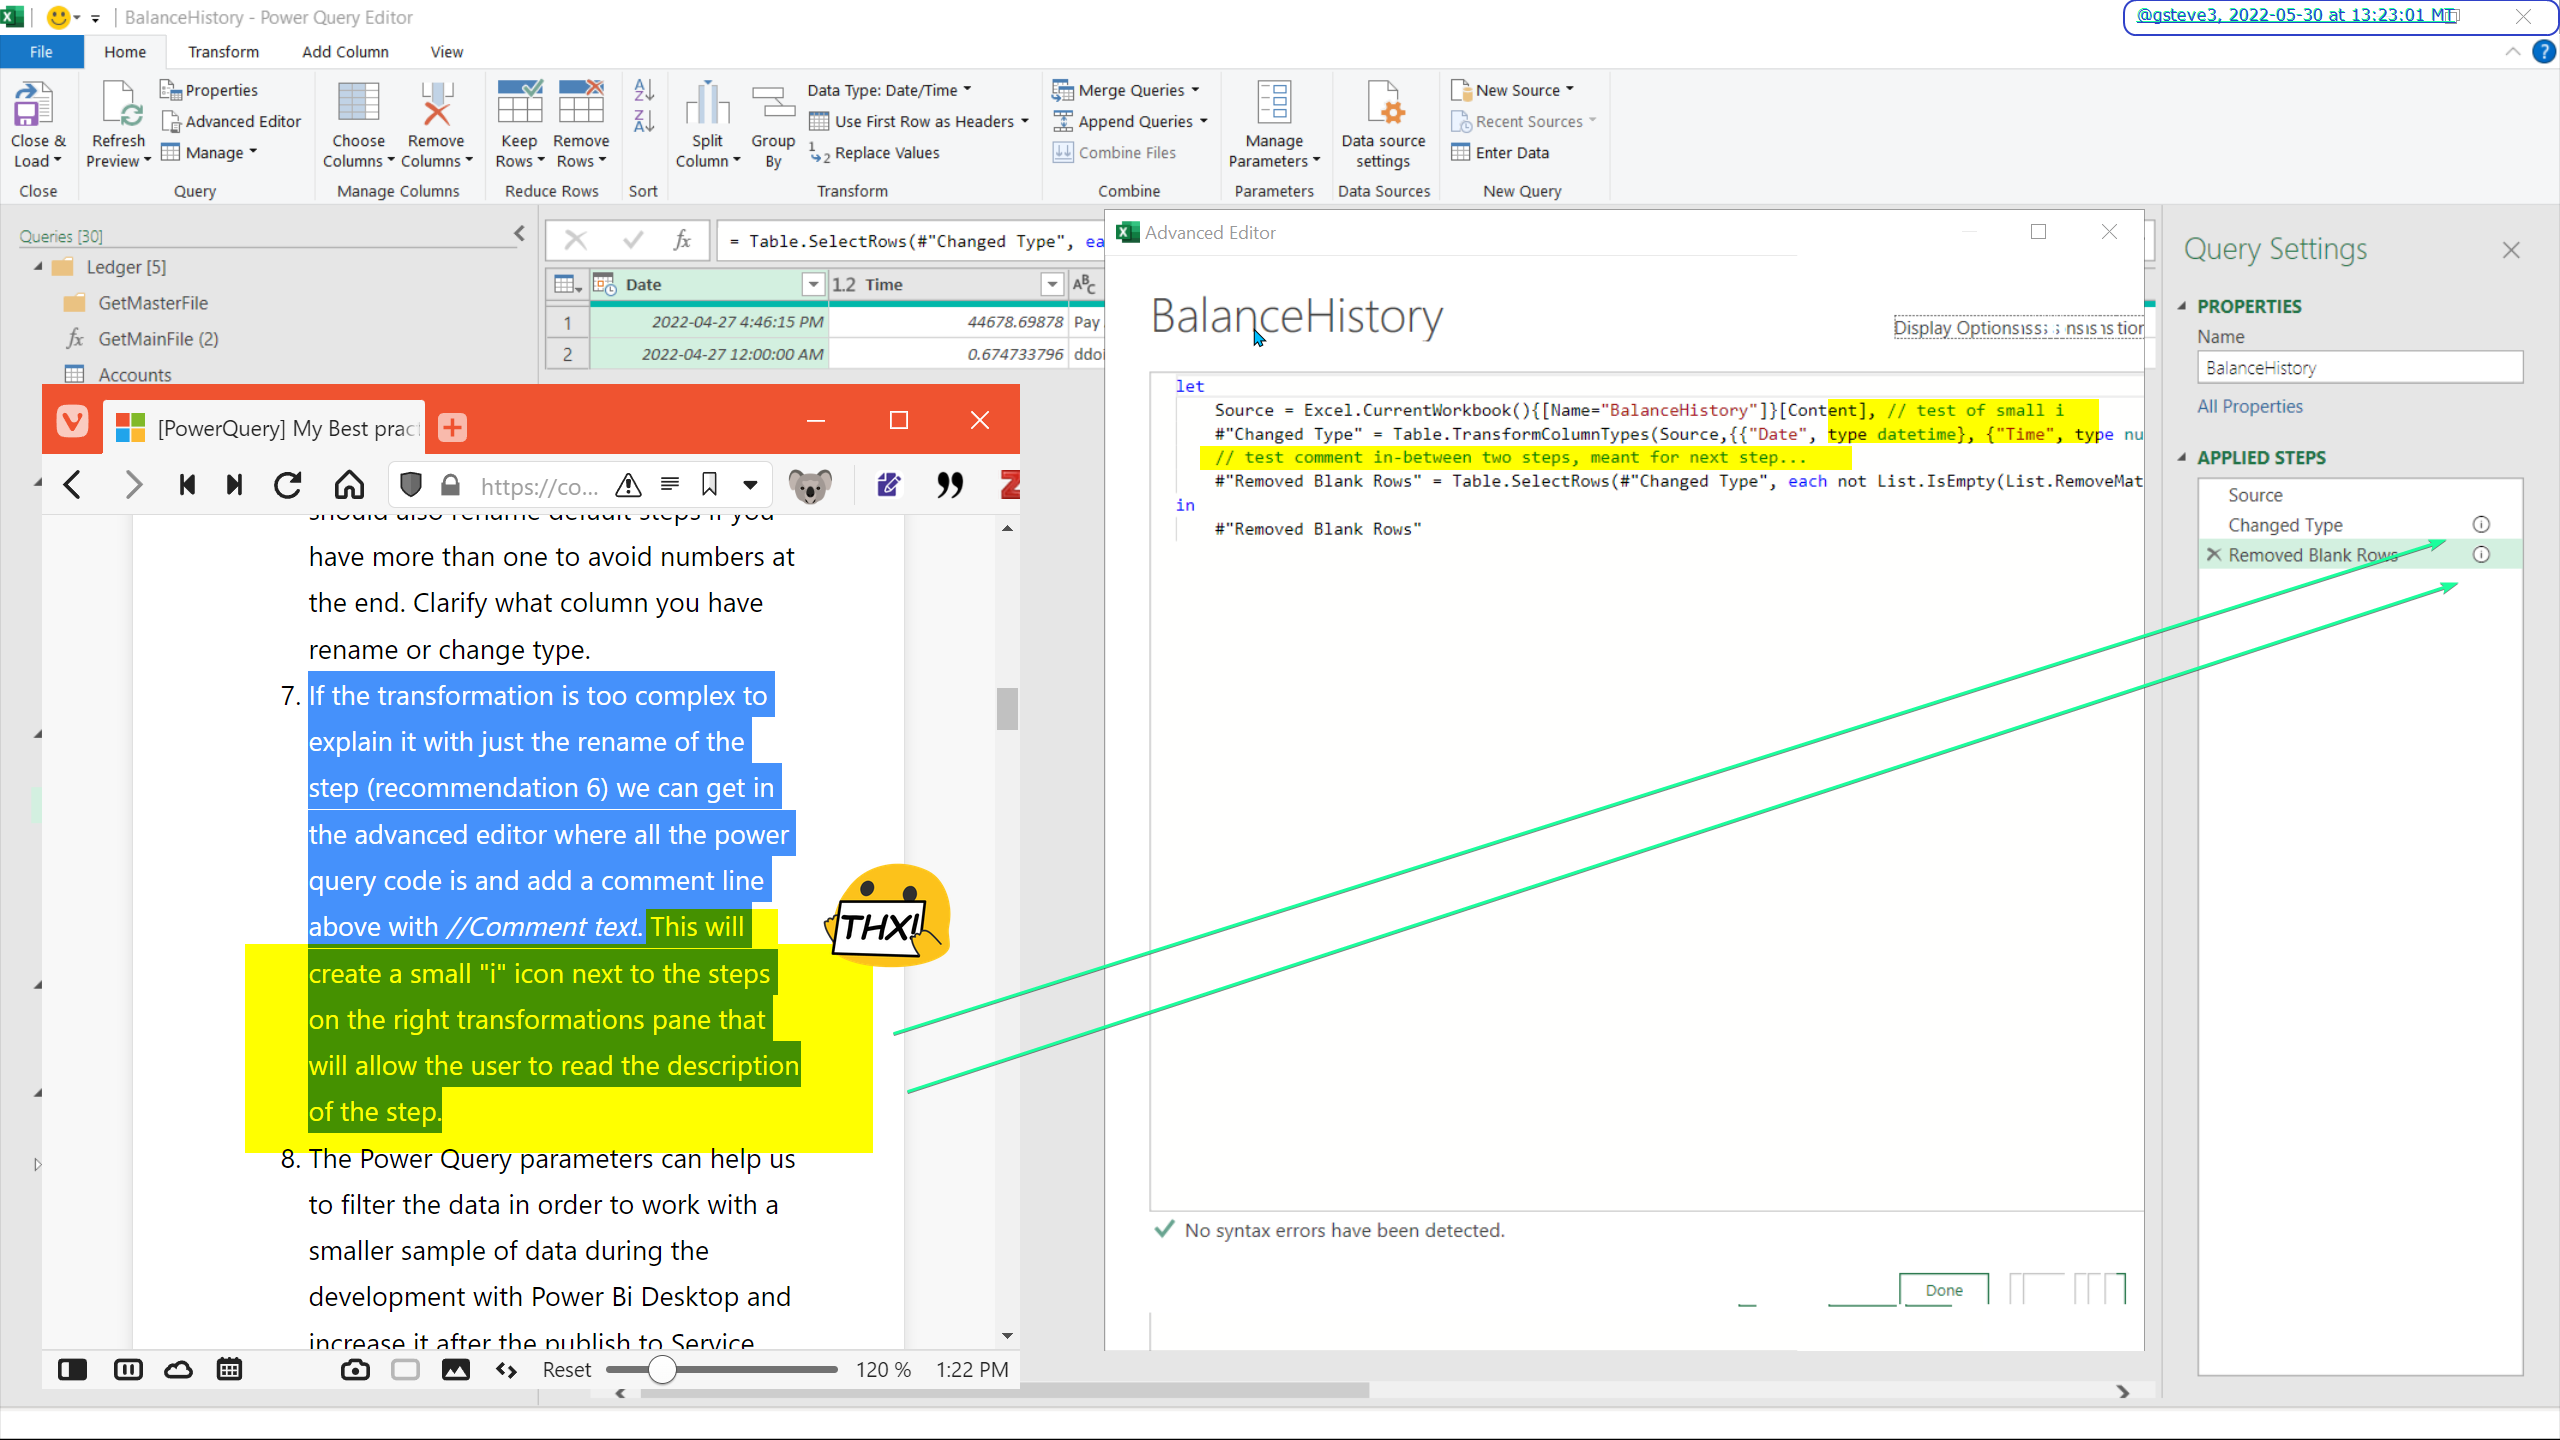 BalanceHistory - Power Query Editor
@gsteve3, 2022-05-30 at 13:23:01 MT
File Home Transform Add Column View
Close & Load
Close
Refresh Preview
Properties
Advanced Editor
Manage
Query
Choose Columns
Remove Columns
Manage Columns
Keep Rows
Remove Rows
Reduce Rows
Sort
Split Column
Group By
Data Type: Date/Time
Use First Row as Headers
Replace Values
Transform
Merge Queries
Append Queries
Combine Files
Combine
Manage Parameters
Parameters
Data source settings
Data Sources
New Source
Recent Sources
Enter Data
New Query
Queries [30]
Ledger [5]
GetMasterFile
GetMainFile (2)
Accounts
= Table.SelectRows(#"Changed Type", ea
Date 1.2 Time ABC
1 2022-04-27 4:46:15 PM 44678.69878 Pay
2 2022-04-27 12:00:00 AM 0.674733796 ddoi
[PowerQuery] My Best prac
https://co...
should also rename default steps if you
have more than one to avoid numbers at
the end. Clarify what column you have
rename or change type.
7. If the transformation is too complex to
explain it with just the rename of the
step (recommendation 6) we can get in
the advanced editor where all the power
query code is and add a comment line
above with //Comment text. This will
create a small "i" icon next to the steps
on the right transformations pane that
will allow the user to read the description
of the step.
8. The Power Query parameters can help us
to filter the data in order to work with a
smaller sample of data during the
development with Power Bi Desktop and
increase it after the publish to Service
THX!
Reset 120 % 1:22 PM
Advanced Editor
BalanceHistory
Display Options
let
Source = Excel.CurrentWorkbook(){[Name="BalanceHistory"]}[Content], // test of small i
#"Changed Type" = Table.TransformColumnTypes(Source,{{"Date", type datetime}, {"Time", type nu
// test comment in-between two steps, meant for next step...
#"Removed Blank Rows" = Table.SelectRows(#"Changed Type", each not List.IsEmpty(List.RemoveMat
in
#"Removed Blank Rows"
No syntax errors have been detected.
Done
Query Settings
PROPERTIES
Name
BalanceHistory
All Properties
APPLIED STEPS
Source
Changed Type
Removed Blank Rows